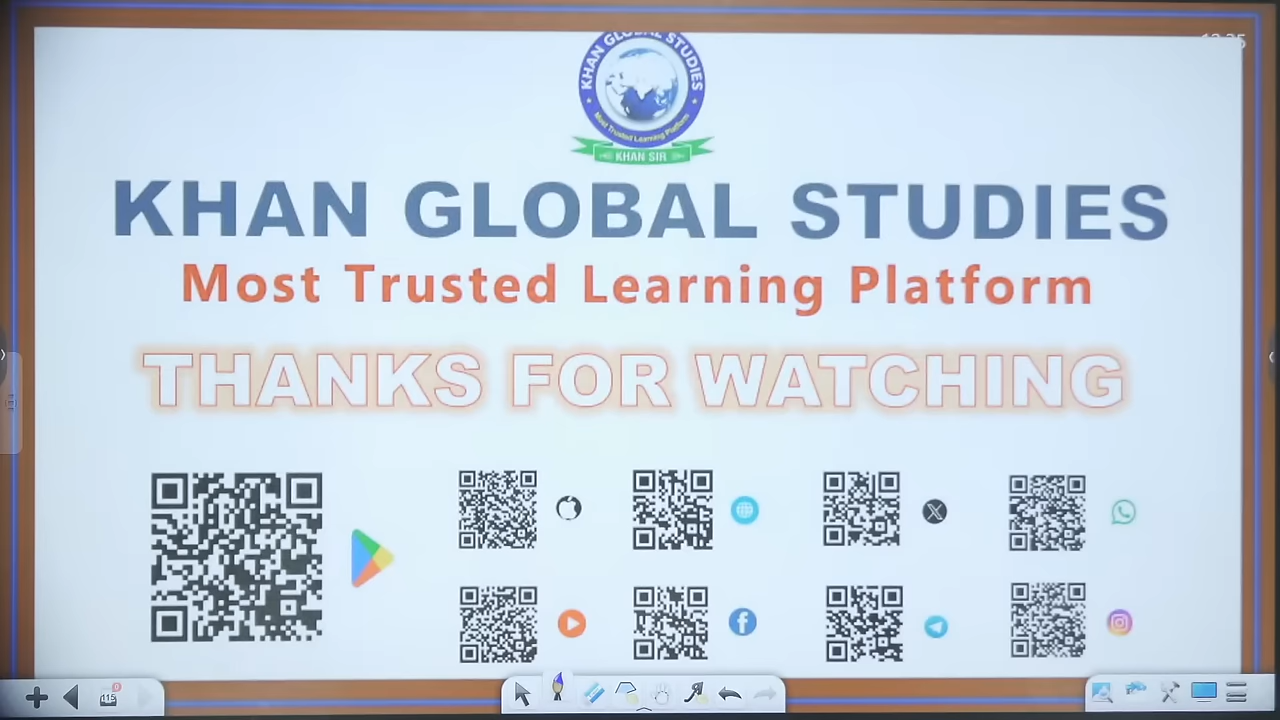 KHAN GLOBAL STUDIES
Most Trusted Learning Platform
KHAN SIR
KHAN GLOBAL STUDIES
Most Trusted Learning Platform
THANKS FOR WATCHING
115